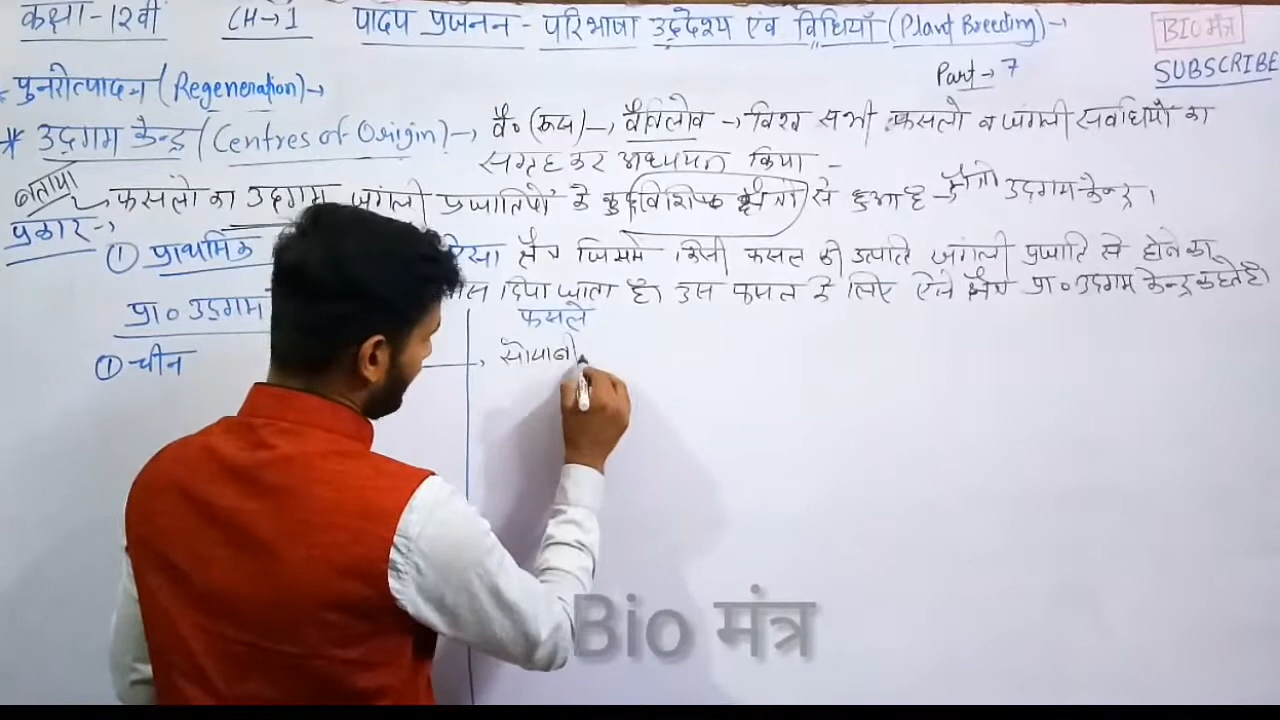 कक्षा-12वीं CH→1 पादप प्रजनन - परिभाषा उद्देश्य एवं विधियाँ (Plant Breeding)→ BIO मंत्र
Part→7 SUBSCRIBE
पुनरोत्पादन (Regeneration)→
* उद्गम केन्द्र (Centres of Origin)→ वै० (रूस)→ वैविलोव → विश्व सभी फसलो व जंगली संबंधियों का
संग्रह कर अध्ययन किया -
बताया → फसलों का उद्गम जंगली प्रजातियों के कुछ विशिष्ट क्षेत्रों से हुआ है → उद्गम केन्द्र।
प्रकार→
① प्राथमिक ऐसा क्षेत्र जिसमे किसी फसल की उत्पत्ति जंगली प्रजाति से होने का
दिया जाता है। उस फसल के लिए ऐसे क्षेत्र प्रा० उद्गम केन्द्र कहते है।
प्रा० उद्गम फसले
① चीन → सोयाबी
Bio मंत्र